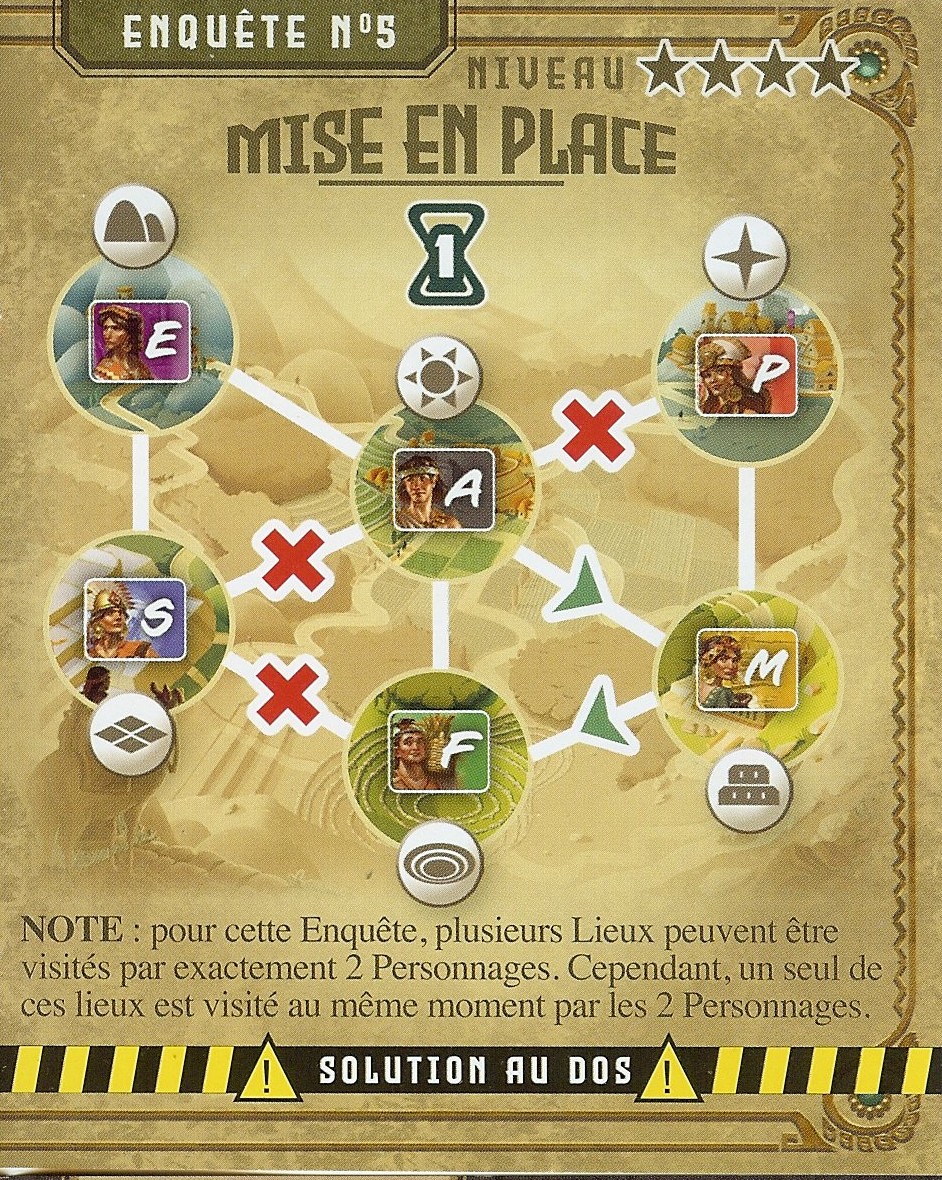 ENQUÊTE Nº5
NIVEAU
MISE EN PLACE
1
E
P
A
S
M
F
NOTE : pour cette Enquête, plusieurs Lieux peuvent être
visités par exactement 2 Personnages. Cependant, un seul de
ces lieux est visité au même moment par les 2 Personnages.
! SOLUTION AU DOS !